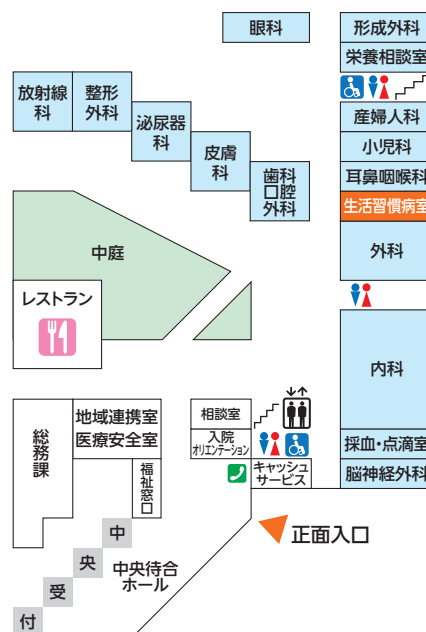 眼科
形成外科
栄養相談室
放射線
科
整形
外科
泌尿器
科
皮膚
科
歯科
口腔
外科
産婦人科
小児科
耳鼻咽喉科
生活習慣病室
外科
中庭
レストラン
内科
総務課
地域連携室
医療安全室
福祉窓口
相談室
入院
オリエンテーション
キャッシュ
サービス
採血・点滴室
脳神経外科
正面入口
中央待合
ホール
中
央
受
付